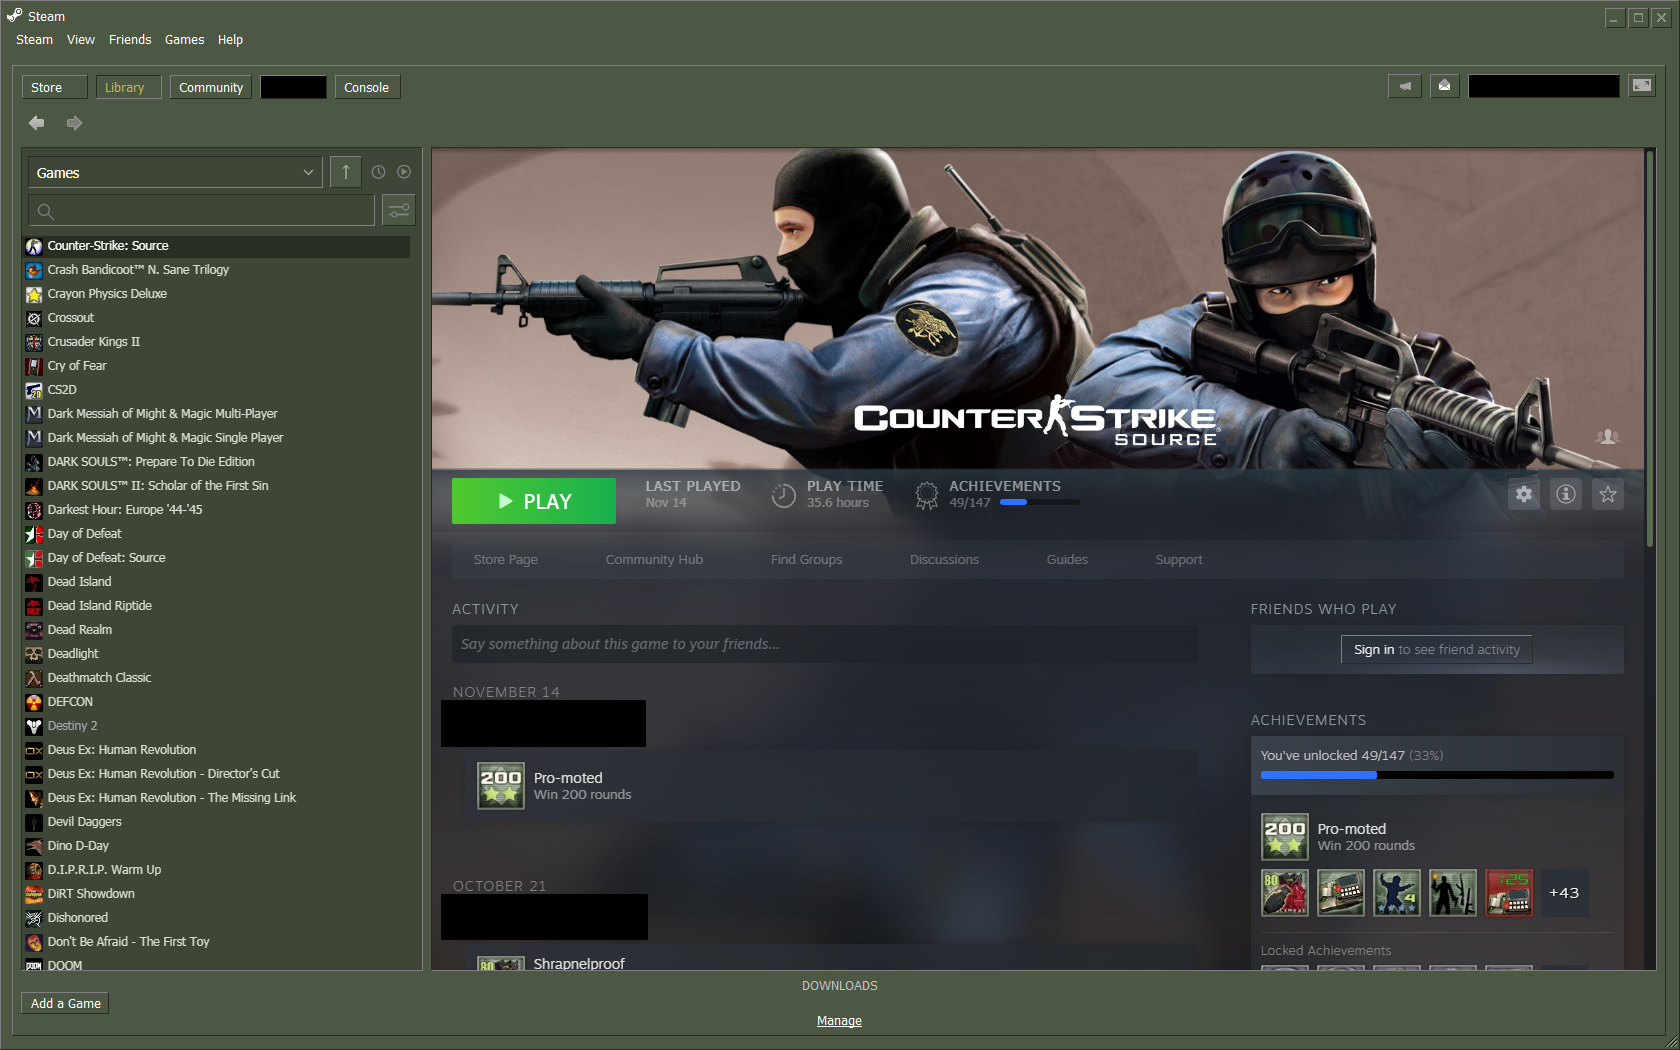 Steam
Steam View Friends Games Help
Store Library Community Console
Games
Counter-Strike: Source
Crash Bandicoot™ N. Sane Trilogy
Crayon Physics Deluxe
Crossout
Crusader Kings II
Cry of Fear
CS2D
Dark Messiah of Might & Magic Multi-Player
Dark Messiah of Might & Magic Single Player
DARK SOULS™: Prepare To Die Edition
DARK SOULS™ II: Scholar of the First Sin
Darkest Hour: Europe '44-'45
Day of Defeat
Day of Defeat: Source
Dead Island
Dead Island Riptide
Dead Realm
Deadlight
Deathmatch Classic
DEFCON
Destiny 2
Deus Ex: Human Revolution
Deus Ex: Human Revolution - Director's Cut
Deus Ex: Human Revolution - The Missing Link
Devil Daggers
Dino D-Day
D.I.P.R.I.P. Warm Up
DiRT Showdown
Dishonored
Don't Be Afraid - The First Toy
DOOM
Add a Game
COUNTER STRIKE
SOURCE
PLAY
LAST PLAYED
Nov 14
PLAY TIME
35.6 hours
ACHIEVEMENTS
49/147
Store Page Community Hub Find Groups Discussions Guides Support
ACTIVITY
Say something about this game to your friends...
NOVEMBER 14
200
Pro-moted
Win 200 rounds
OCTOBER 21
80
Shrapnelproof
FRIENDS WHO PLAY
Sign in to see friend activity
ACHIEVEMENTS
You've unlocked 49/147 (33%)
200
Pro-moted
Win 200 rounds
80
4
:25
+43
Locked Achievements
DOWNLOADS
Manage